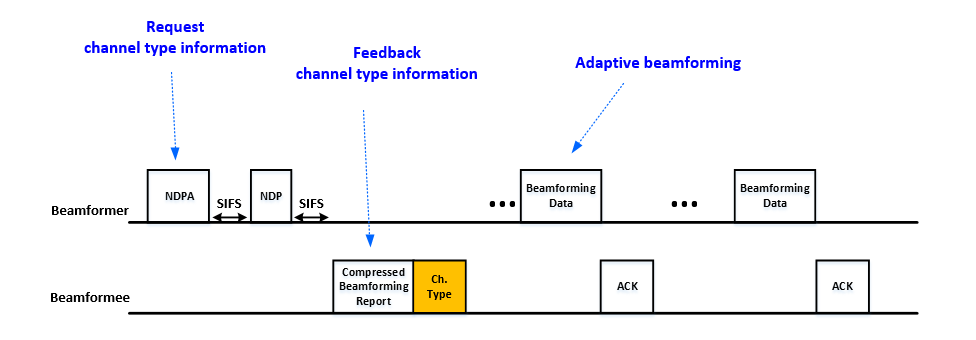 Request
channel type information
Feedback
channel type information
Adaptive beamforming
NDPA
SIFS
NDP
SIFS
Beamformer
•••
Beamforming
Data
•••
Beamforming
Data
Beamformee
Compressed
Beamforming
Report
Ch.
Type
ACK
ACK